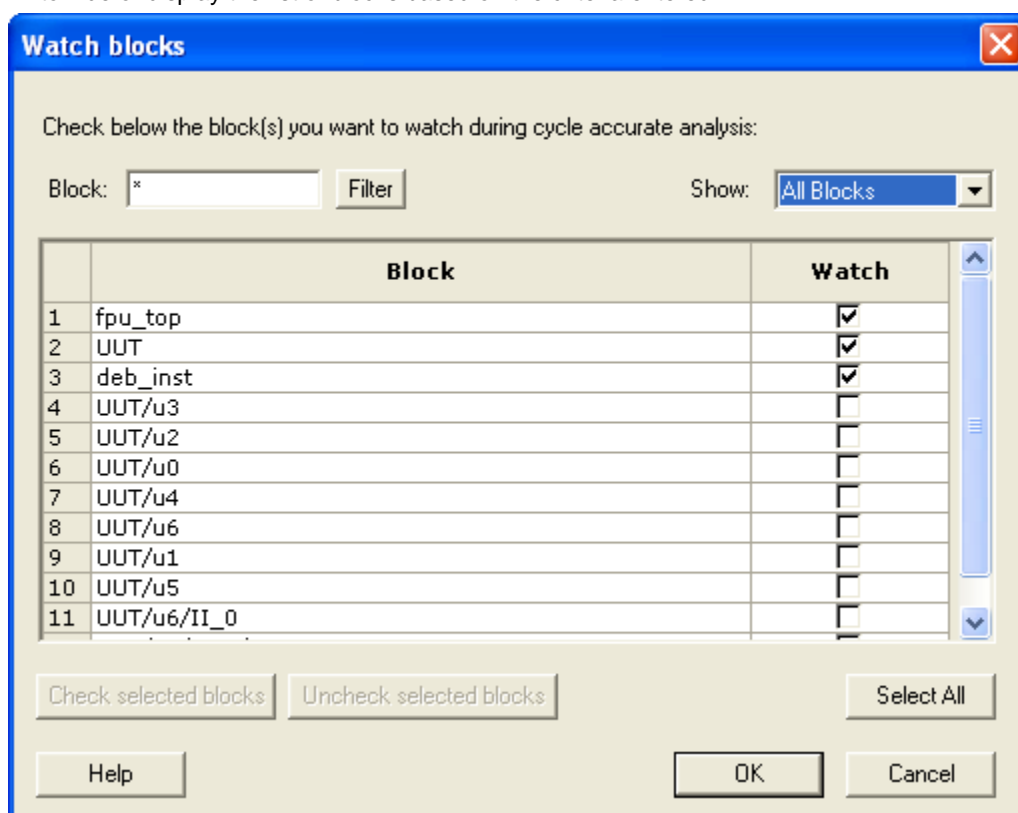 Watch blocks
Check below the block(s) you want to watch during cycle accurate analysis:
Block: * Filter Show: All Blocks
Block Watch
1 fpu_top
2 UUT
3 deb_inst
4 UUT/u3
5 UUT/u2
6 UUT/u0
7 UUT/u4
8 UUT/u6
9 UUT/u1
10 UUT/u5
11 UUT/u6/II_0
Check selected blocks Uncheck selected blocks Select All
Help OK Cancel